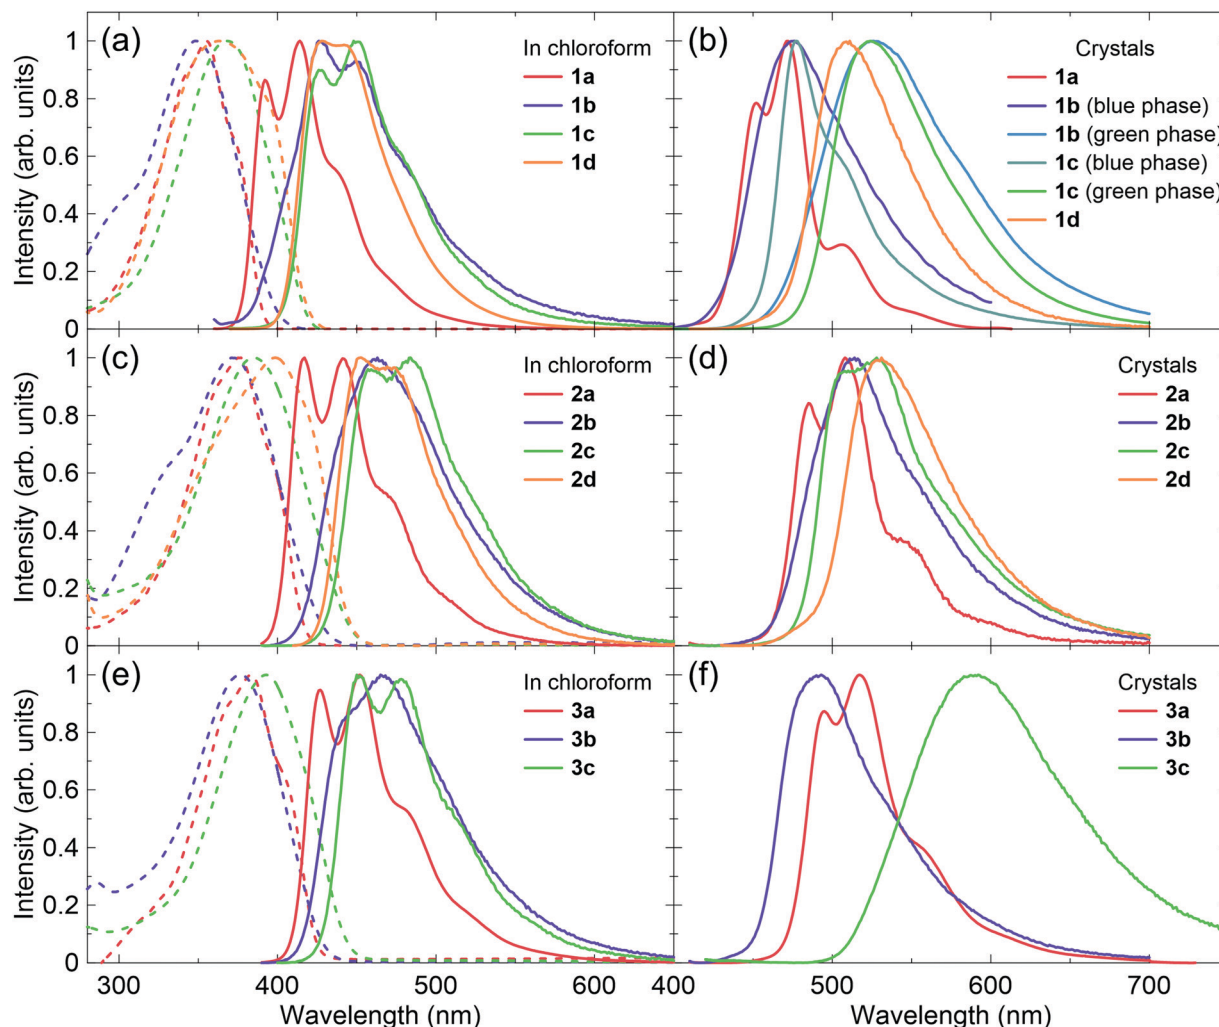 (a)
In chloroform
1a
1b
1c
1d
Intensity (arb. units)
1
0.8
0.6
0.4
0.2
0
(b)
Crystals
1a
1b (blue phase)
1b (green phase)
1c (blue phase)
1c (green phase)
1d
(c)
In chloroform
2a
2b
2c
2d
Intensity (arb. units)
1
0.8
0.6
0.4
0.2
0
(d)
Crystals
2a
2b
2c
2d
(e)
In chloroform
3a
3b
3c
Intensity (arb. units)
1
0.8
0.6
0.4
0.2
0
(f)
Crystals
3a
3b
3c
300 400 500 600 400 500 600 700
Wavelength (nm) Wavelength (nm)